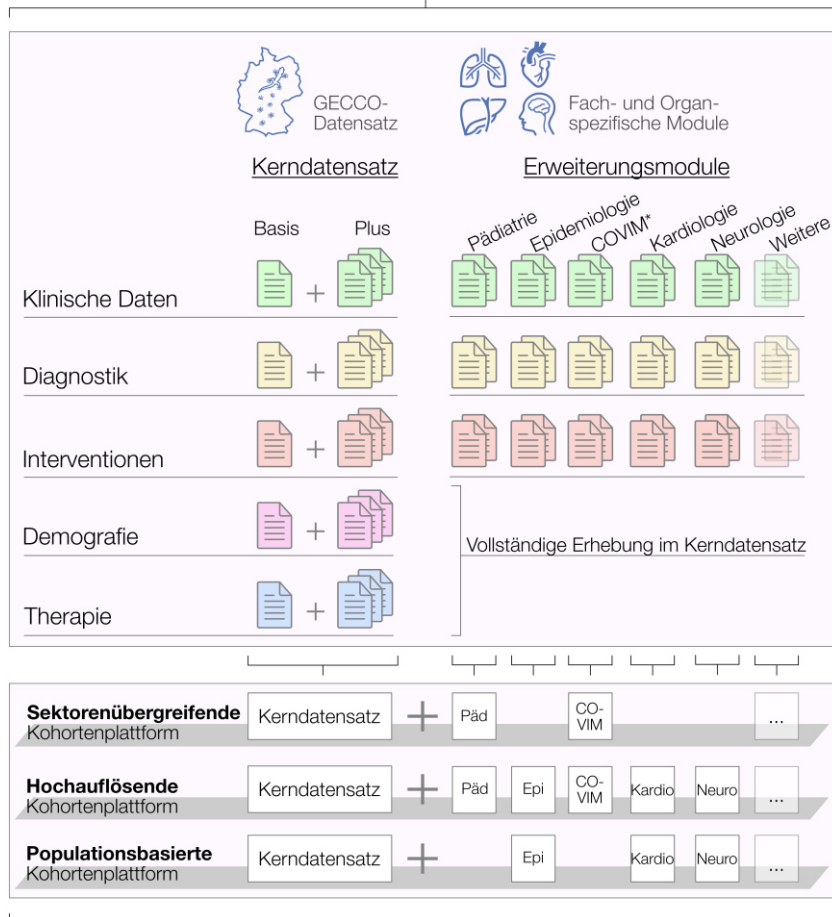 GECCO-
Datensatz
Fach- und Organ-
spezifische Module
Kerndatensatz
Erweiterungsmodule
Basis
Plus
Pädiatrie
Epidemiologie
COVIM*
Kardiologie
Neurologie
Weitere
Klinische Daten
+
Diagnostik
+
Interventionen
+
Demografie
+
Vollständige Erhebung im Kerndatensatz
Therapie
+
Sektorenübergreifende
Kohortenplattform
Kerndatensatz
+
Päd
CO-
VIM
...
Hochauflösende
Kohortenplattform
Kerndatensatz
+
Päd
Epi
CO-
VIM
Kardio
Neuro
...
Populationsbasierte
Kohortenplattform
Kerndatensatz
+
Epi
Kardio
Neuro
...